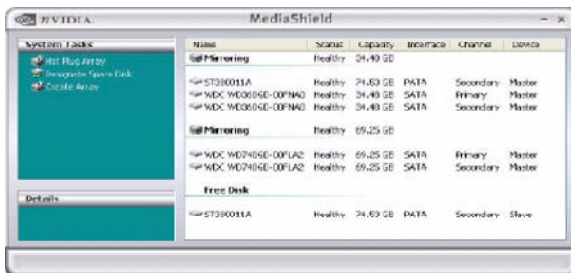 NVIDIA. MediaShield
System Tasks
Hot Plug Array
Designate Spare Disk
Create Array
Details
Name Status Capacity Interface Channel Device
Mirroring Healthy 34.48 GB
ST380011A Healthy 74.53 GB PATA Secondary Master
WDC WD360GD-00FNA0 Healthy 34.48 GB SATA Primary Master
WDC WD360GD-00FNA0 Healthy 34.48 GB SATA Secondary Master
Mirroring Healthy 69.25 GB
WDC WD740GD-00FLA2 Healthy 69.25 GB SATA Primary Master
WDC WD740GD-00FLA2 Healthy 69.25 GB SATA Secondary Master
Free Disk
ST380011A Healthy 74.53 GB PATA Secondary Slave